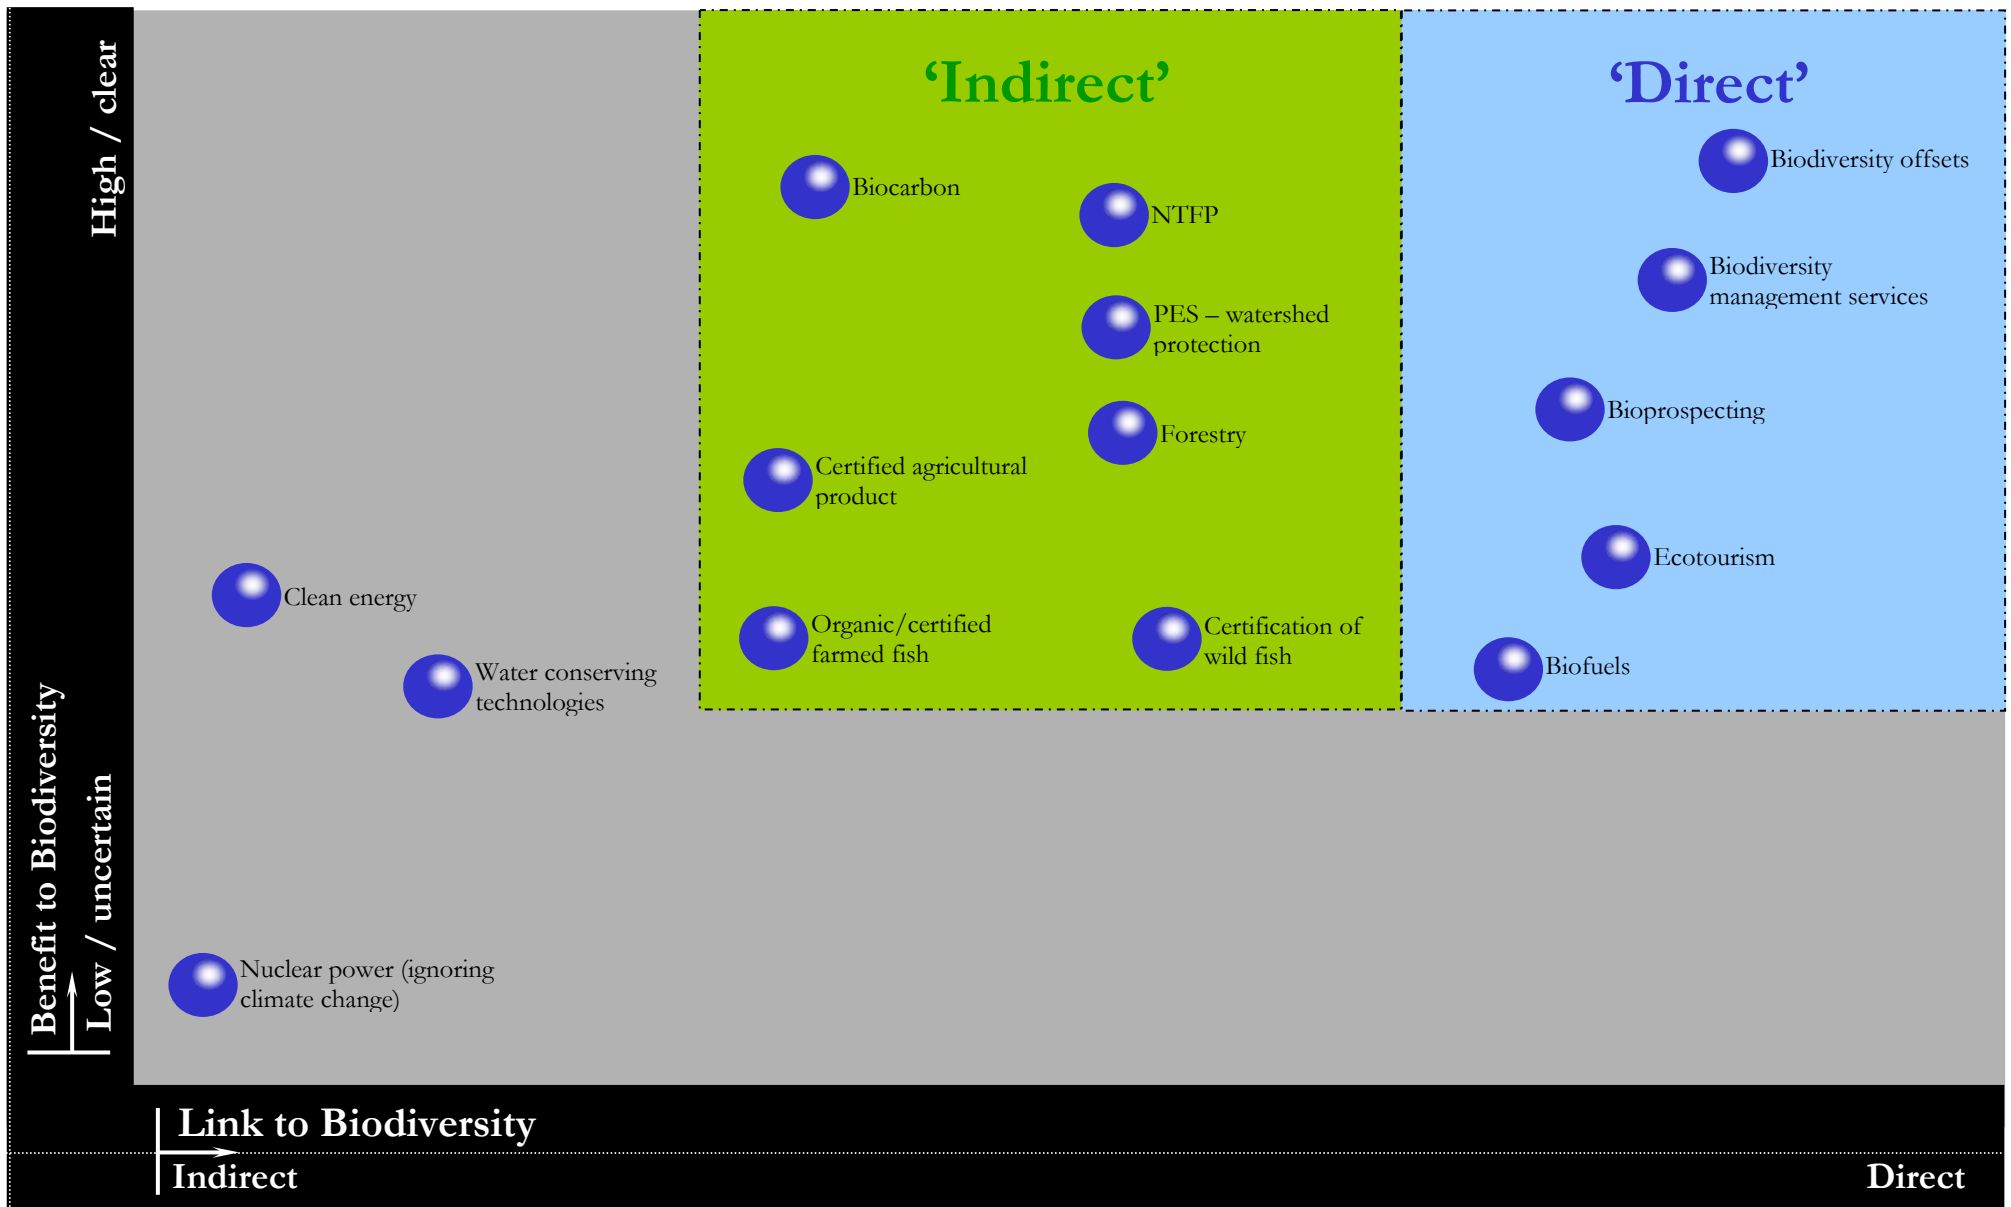 High / clear
Benefit to Biodiversity
Low / uncertain
‘Indirect’
‘Direct’
Biodiversity offsets
Biocarbon
NTFP
Biodiversity
management services
PES – watershed
protection
Bioprospecting
Forestry
Certified agricultural
product
Ecotourism
Clean energy
Organic/certified
farmed fish
Certification of
wild fish
Biofuels
Water conserving
technologies
Nuclear power (ignoring
climate change)
Link to Biodiversity
Indirect
Direct